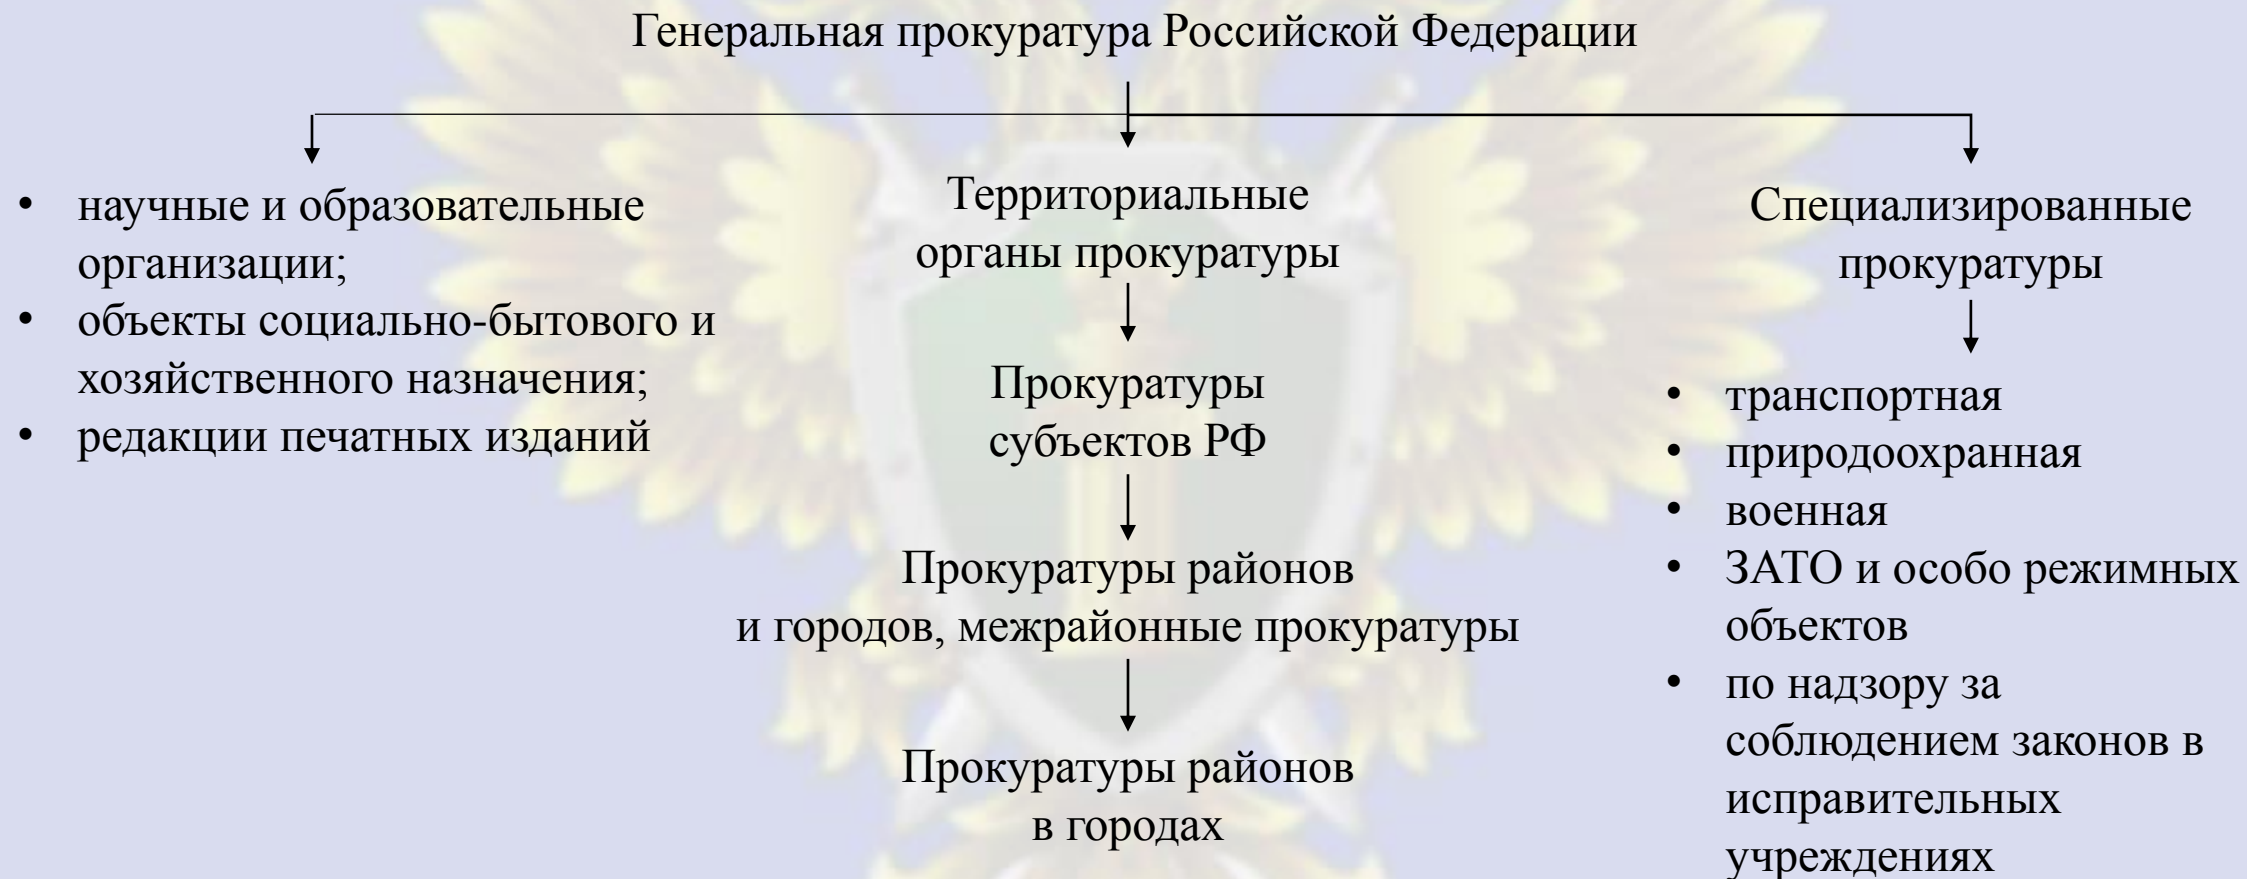 Генеральная прокуратура Российской Федерации
• научные и образовательные
организации;
• объекты социально-бытового и
хозяйственного назначения;
• редакции печатных изданий
Территориальные
органы прокуратуры
Прокуратуры
субъектов РФ
Прокуратуры районов
и городов, межрайонные прокуратуры
Прокуратуры районов
в городах
Специализированные
прокуратуры
• транспортная
• природоохранная
• военная
• ЗАТО и особо режимных
объектов
• по надзору за
соблюдением законов в
исправительных
учреждениях